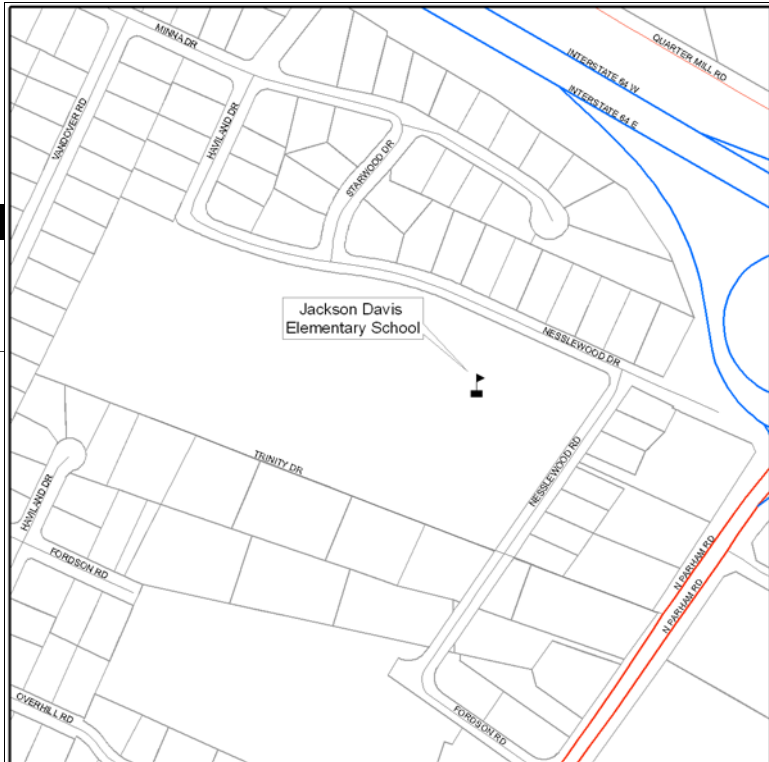 MINNA DR
QUARTER MILL RD
INTERSTATE 64 W
INTERSTATE 64 E
VANDOVER RD
HAVILAND DR
STARWOOD DR
Jackson Davis
Elementary School
NESSLEWOOD DR
NESSLEWOOD RD
TRINITY DR
HAVILAND DR
FORDSON RD
N PARHAM RD
N PARHAM RD
OVERHILL RD
FORDSON RD